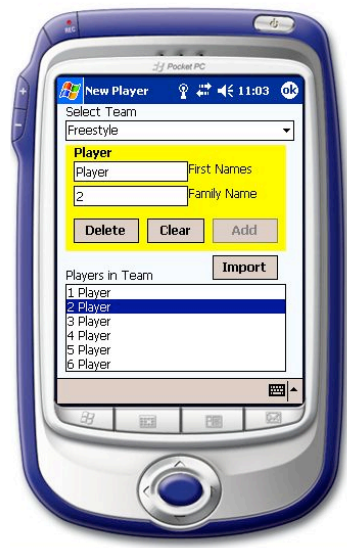 REC
Pocket PC
New Player 11:03 ok
Select Team
Freestyle
Player
Player First Names
2 Family Name
Delete Clear Add
Import
Players in Team
1 Player
2 Player
3 Player
4 Player
5 Player
6 Player